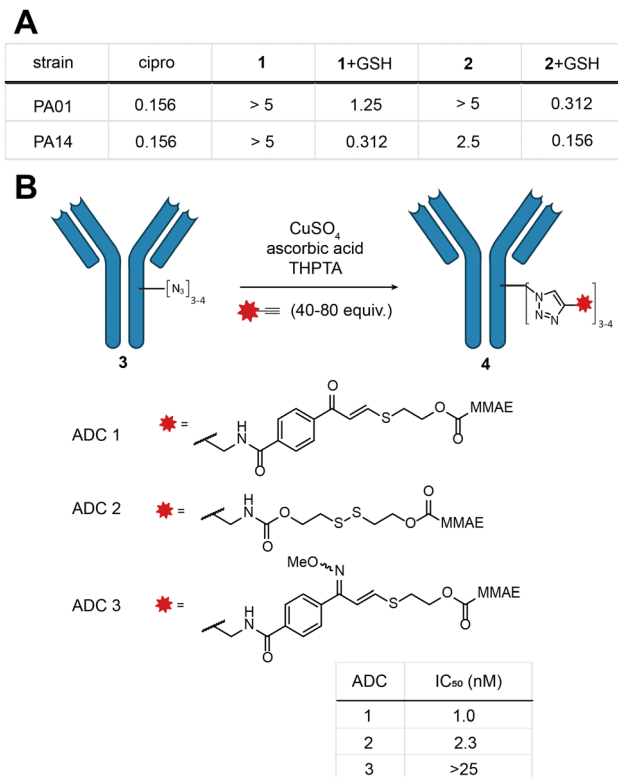 A
strain cipro 1 1+GSH 2 2+GSH
PA01 0.156 > 5 1.25 > 5 0.312
PA14 0.156 > 5 0.312 2.5 0.156
B
CuSO₄
ascorbic acid
THPTA
(40-80 equiv.)
[N₃]₃₋₄
3
N
N
N
3-4
4
ADC 1
=
H
N
O
O
S
O
O
MMAE
ADC 2
=
H
N
O
O
S
S
O
O
MMAE
ADC 3
=
MeO
N
H
N
O
S
O
O
MMAE
ADC IC₅₀ (nM)
1 1.0
2 2.3
3 >25